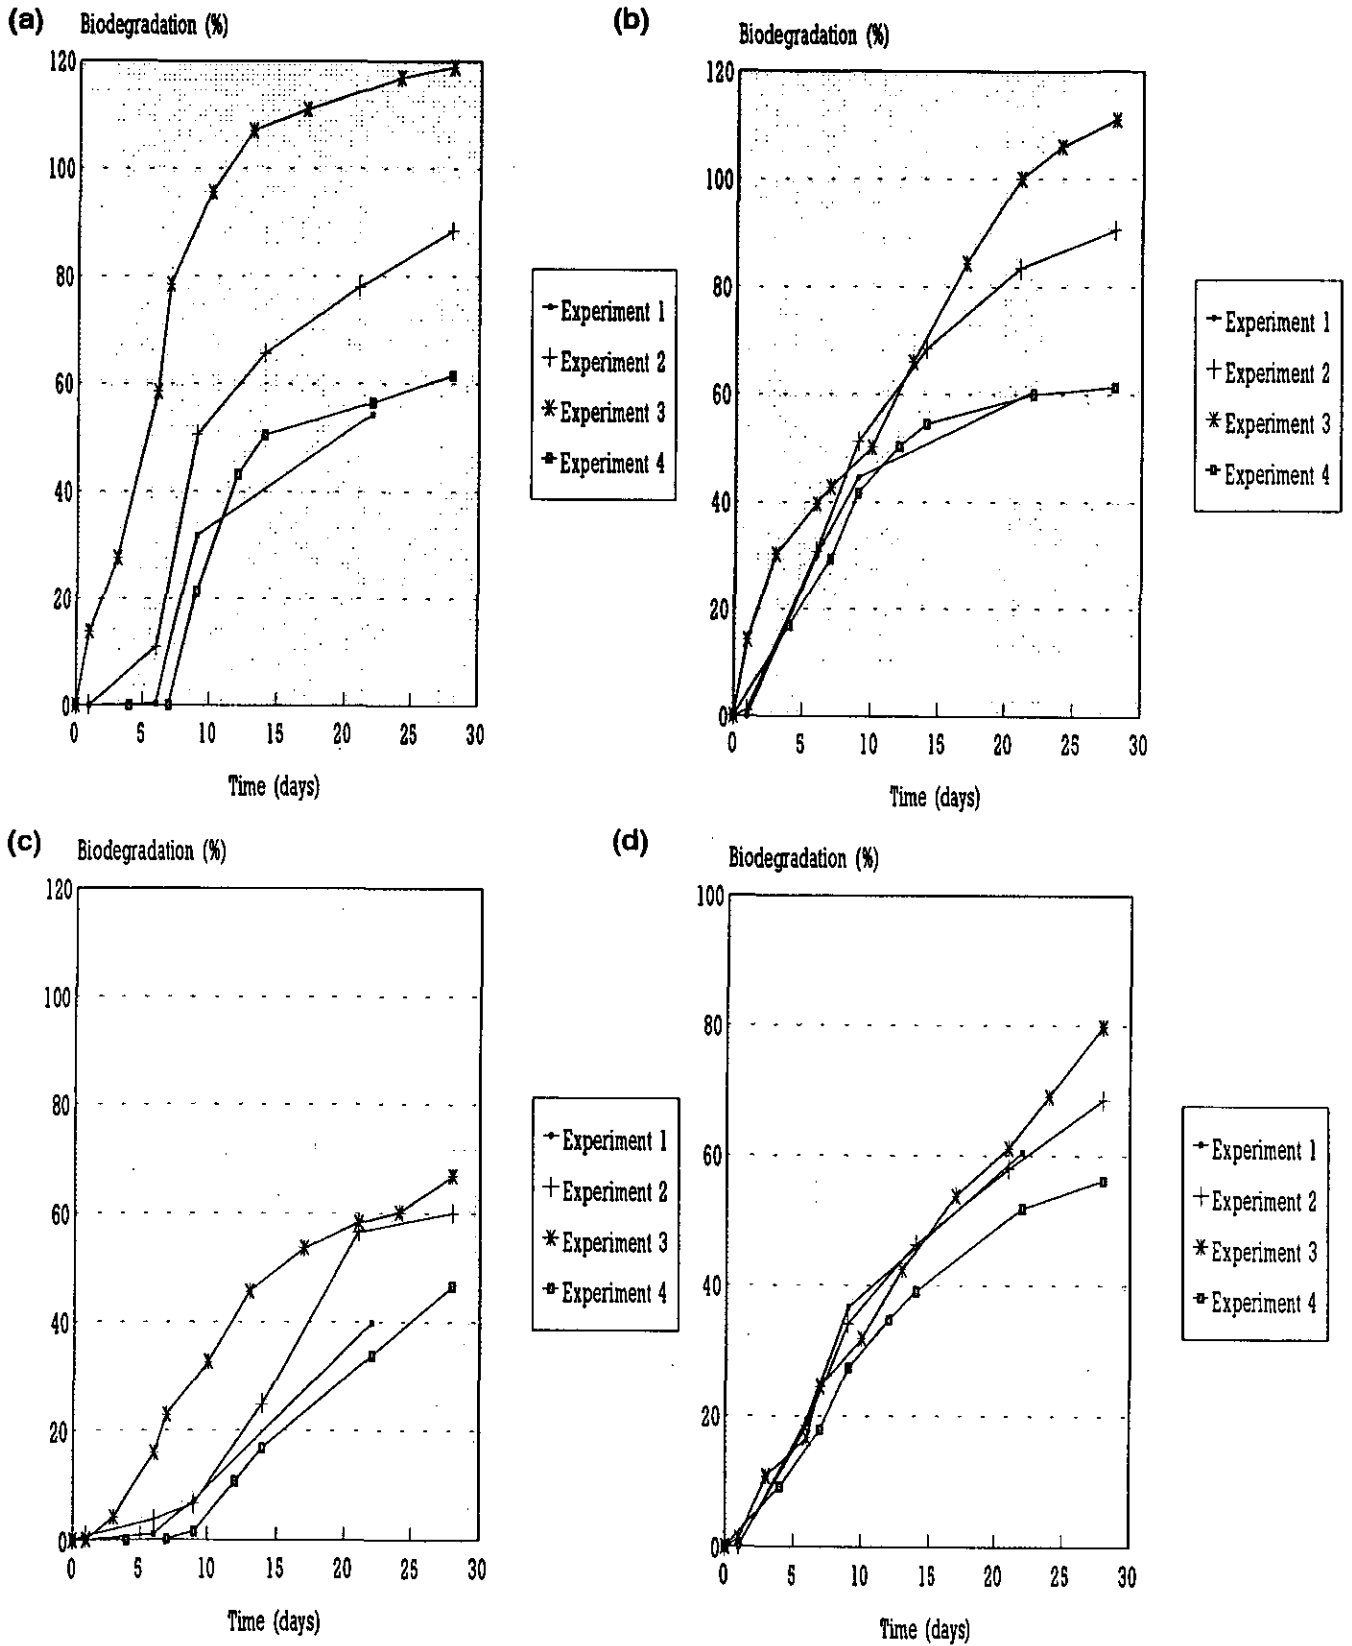 (a)
Biodegradation (%)
120
100
80
60
40
20
0
0 5 10 15 20 25 30
Time (days)
Experiment 1
Experiment 2
Experiment 3
Experiment 4
(b)
Biodegradation (%)
120
100
80
60
40
20
0
0 5 10 15 20 25 30
Time (days)
Experiment 1
Experiment 2
Experiment 3
Experiment 4
(c)
Biodegradation (%)
120
100
80
60
40
20
0
0 5 10 15 20 25 30
Time (days)
Experiment 1
Experiment 2
Experiment 3
Experiment 4
(d)
Biodegradation (%)
100
80
60
40
20
0
0 5 10 15 20 25 30
Time (days)
Experiment 1
Experiment 2
Experiment 3
Experiment 4